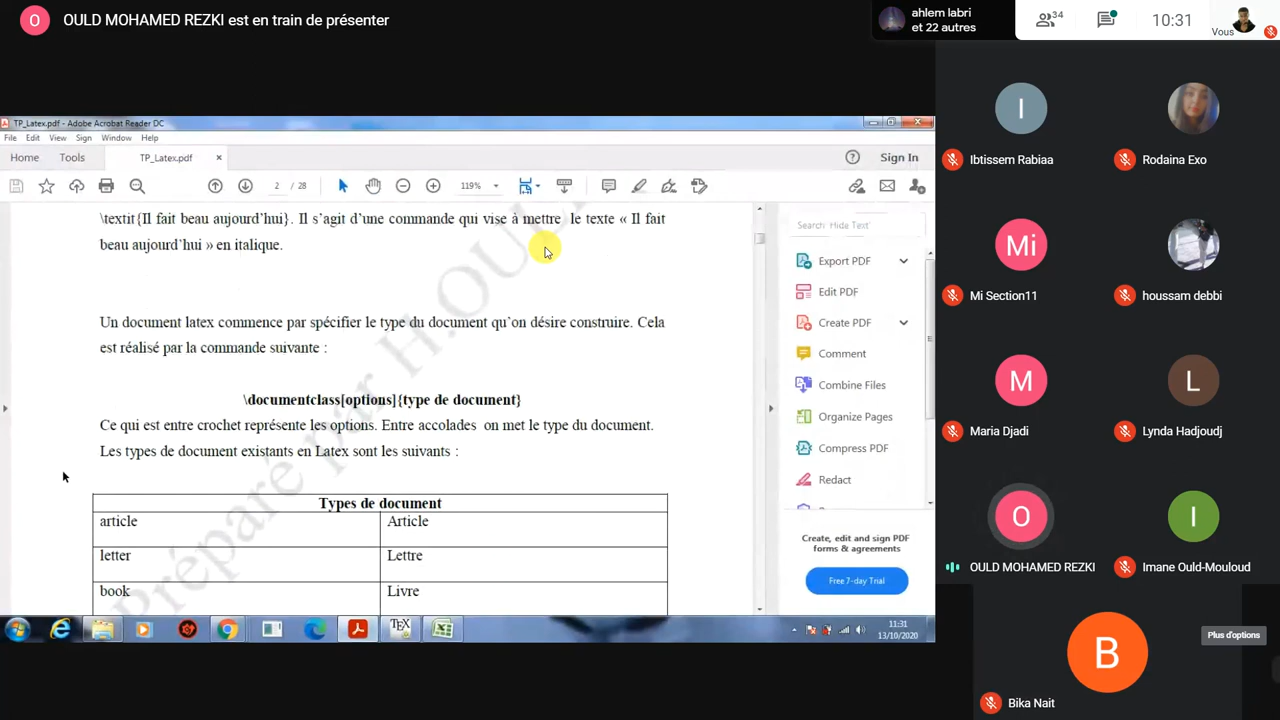 O OULD MOHAMED REZKI est en train de présenter
ahlem labri
et 22 autres
34
10:31
Vous
TP_Latex.pdf - Adobe Acrobat Reader DC
File Edit View Sign Window Help
Home Tools TP_Latex.pdf × Sign In
2 / 28 119%
\textit{Il fait beau aujourd'hui}. Il s'agit d'une commande qui vise à mettre le texte « Il fait
beau aujourd'hui » en italique.
Un document latex commence par spécifier le type du document qu'on désire construire. Cela
est réalisé par la commande suivante :
\documentclass[options]{type de document}
Ce qui est entre crochet représente les options. Entre accolades on met le type du document.
Les types de document existants en Latex sont les suivants :
Types de document
article Article
letter Lettre
book Livre
Préparé par H.OULD
Search 'Hide Text'
Export PDF
Edit PDF
Create PDF
Comment
Combine Files
Organize Pages
Compress PDF
Redact
Create, edit and sign PDF
forms & agreements
Free 7-day Trial
TEX
11:31
13/10/2020
I
Ibtissem Rabiaa
Rodaina Exo
Mi
Mi Section11
houssam debbi
M
Maria Djadi
L
Lynda Hadjoudj
O
OULD MOHAMED REZKI
I
Imane Ould-Mouloud
B
Bika Nait
Plus d'options